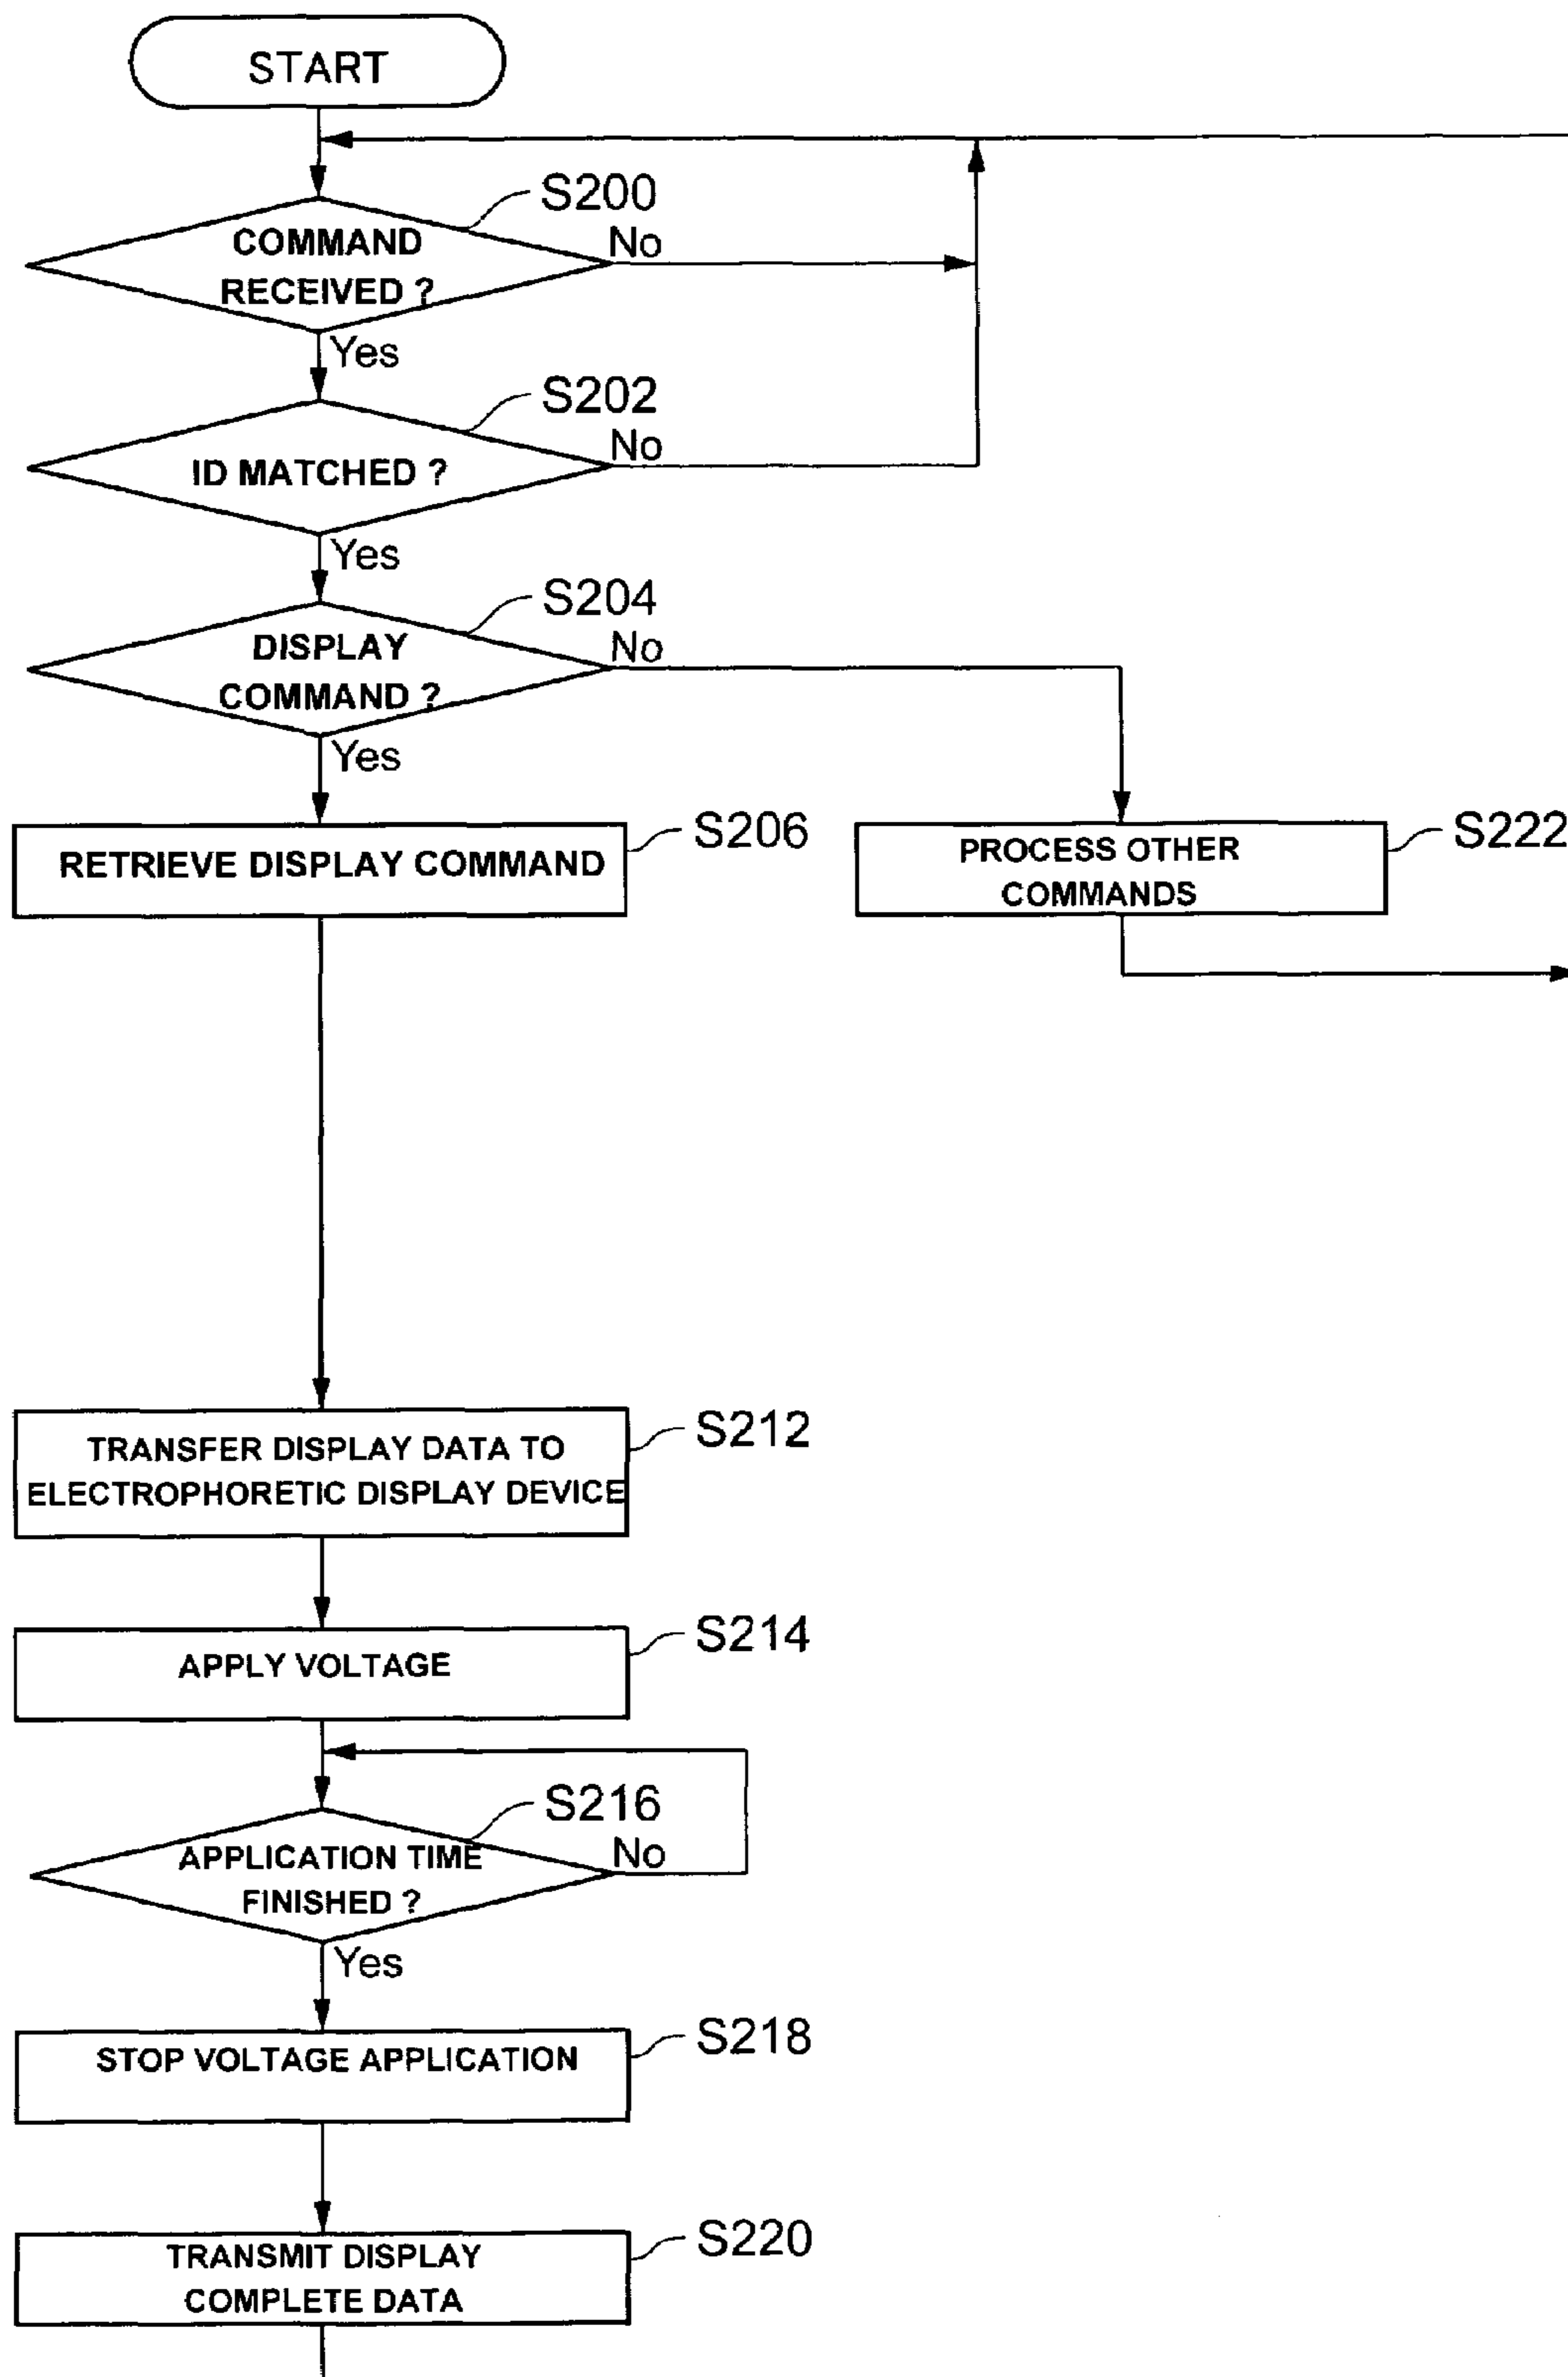 START
S200
COMMAND
RECEIVED ?
No
Yes
S202
ID MATCHED ?
No
Yes
S204
DISPLAY
COMMAND ?
No
Yes
S206
RETRIEVE DISPLAY COMMAND
S222
PROCESS OTHER
COMMANDS
S212
TRANSFER DISPLAY DATA TO
ELECTROPHORETIC DISPLAY DEVICE
S214
APPLY VOLTAGE
S216
APPLICATION TIME
FINISHED ?
No
Yes
S218
STOP VOLTAGE APPLICATION
S220
TRANSMIT DISPLAY
COMPLETE DATA